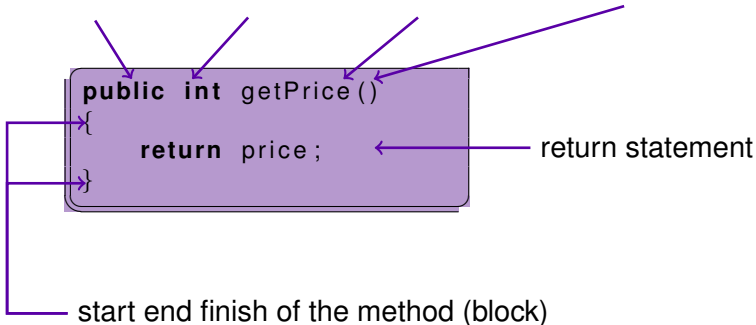 public int getPrice()
{
return price;
return statement
}
start end finish of the method (block)